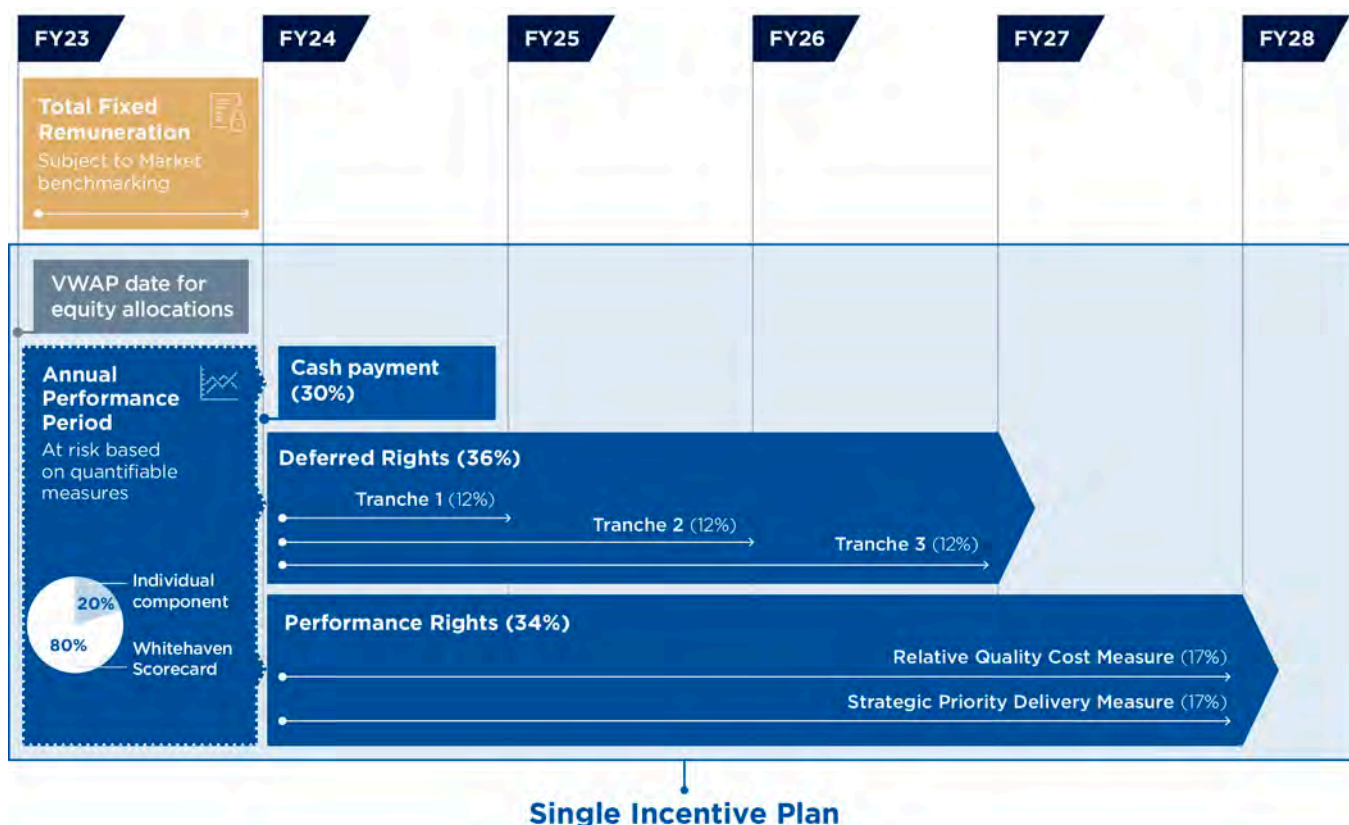 FY23
FY24
FY25
FY26
FY27
FY28
Total Fixed
Remuneration
Subject to Market
benchmarking
VWAP date for
equity allocations
Annual
Performance
Period
At risk based
on quantifiable
measures
Individual
component
20%
80%
Whitehaven
Scorecard
Cash payment
(30%)
Deferred Rights (36%)
Tranche 1 (12%)
Tranche 2 (12%)
Tranche 3 (12%)
Performance Rights (34%)
Relative Quality Cost Measure (17%)
Strategic Priority Delivery Measure (17%)
Single Incentive Plan